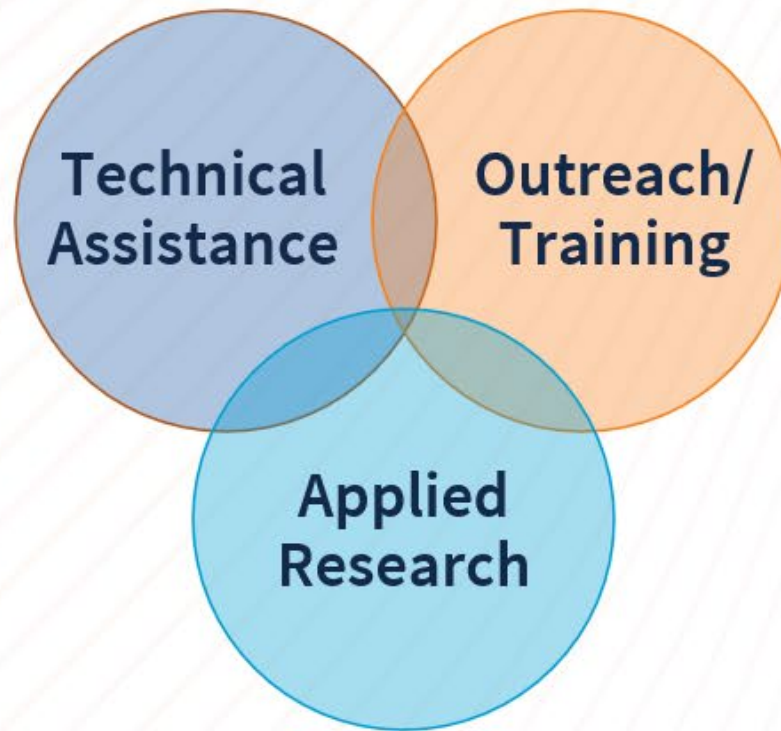 Technical
Assistance
Outreach/
Training
Applied
Research